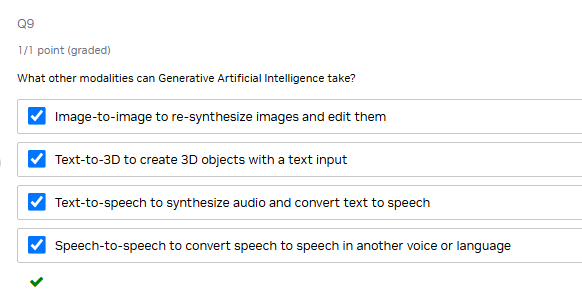 Q9
1/1 point (graded)
What other modalities can Generative Artificial Intelligence take?
Image-to-image to re-synthesize images and edit them
Text-to-3D to create 3D objects with a text input
Text-to-speech to synthesize audio and convert text to speech
Speech-to-speech to convert speech to speech in another voice or language